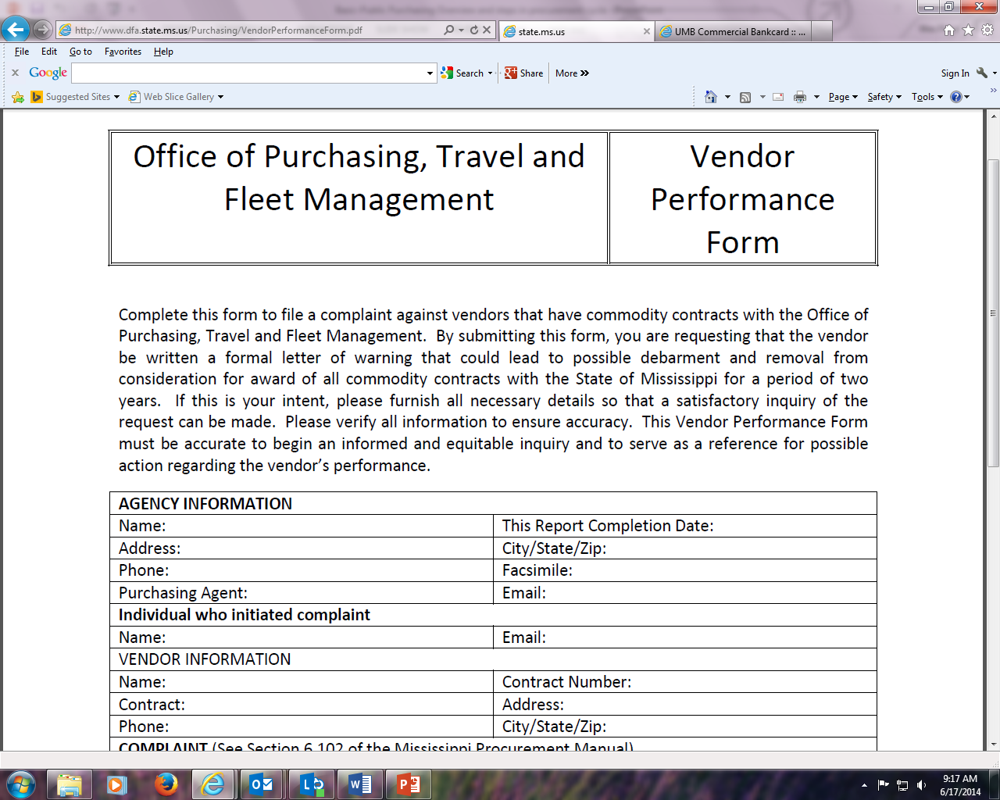 http://www.dfa.state.ms.us/Purchasing/VendorPerformanceForm.pdf
state.ms.us
UMB Commercial Bankcard :: ...
File Edit Go to Favorites Help
Google Search Share More Sign In
Suggested Sites Web Slice Gallery Page Safety Tools
Office of Purchasing, Travel and
Fleet Management
Vendor
Performance
Form
Complete this form to file a complaint against vendors that have commodity contracts with the Office of
Purchasing, Travel and Fleet Management. By submitting this form, you are requesting that the vendor
be written a formal letter of warning that could lead to possible debarment and removal from
consideration for award of all commodity contracts with the State of Mississippi for a period of two
years. If this is your intent, please furnish all necessary details so that a satisfactory inquiry of the
request can be made. Please verify all information to ensure accuracy. This Vendor Performance Form
must be accurate to begin an informed and equitable inquiry and to serve as a reference for possible
action regarding the vendor’s performance.
AGENCY INFORMATION
Name: This Report Completion Date:
Address: City/State/Zip:
Phone: Facsimile:
Purchasing Agent: Email:
Individual who initiated complaint
Name: Email:
VENDOR INFORMATION
Name: Contract Number:
Contract: Address:
Phone: City/State/Zip:
COMPLAINT (See Section 6.102 of the Mississippi Procurement Manual)
9:17 AM
6/17/2014